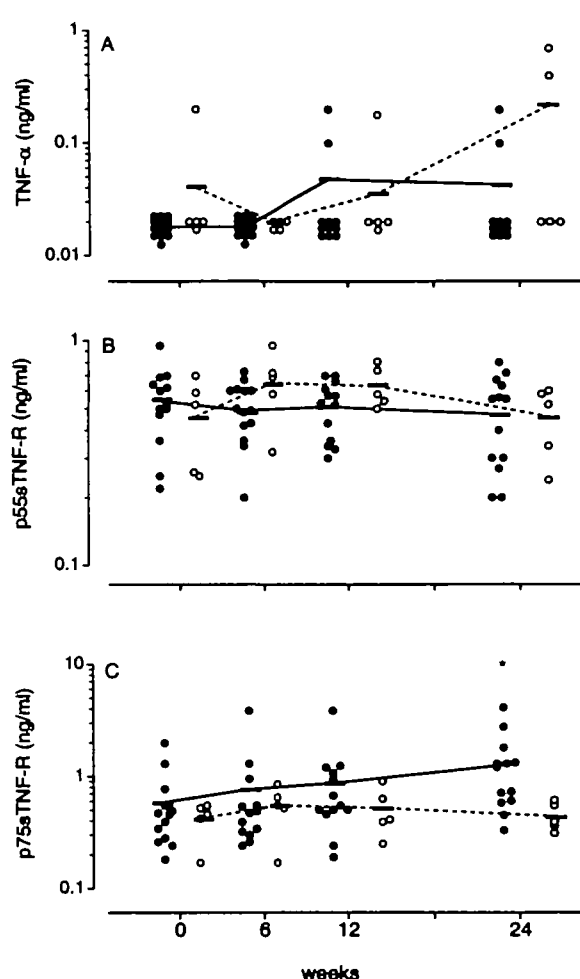 A
1
0.1
0.01
TNF-α (ng/ml)
B
1
0.1
p55sTNF-R (ng/ml)
C
10
1
0.1
p75sTNF-R (ng/ml)
*
0 6 12 24
weeks